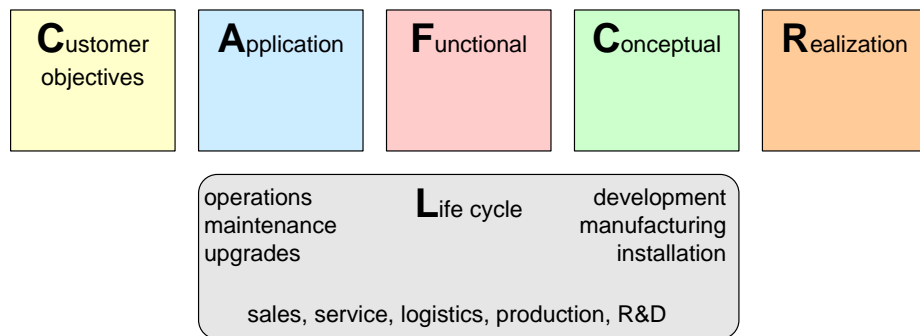 Customer
objectives
Application
Functional
Conceptual
Realization
operations
maintenance
upgrades
Life cycle
development
manufacturing
installation
sales, service, logistics, production, R&D